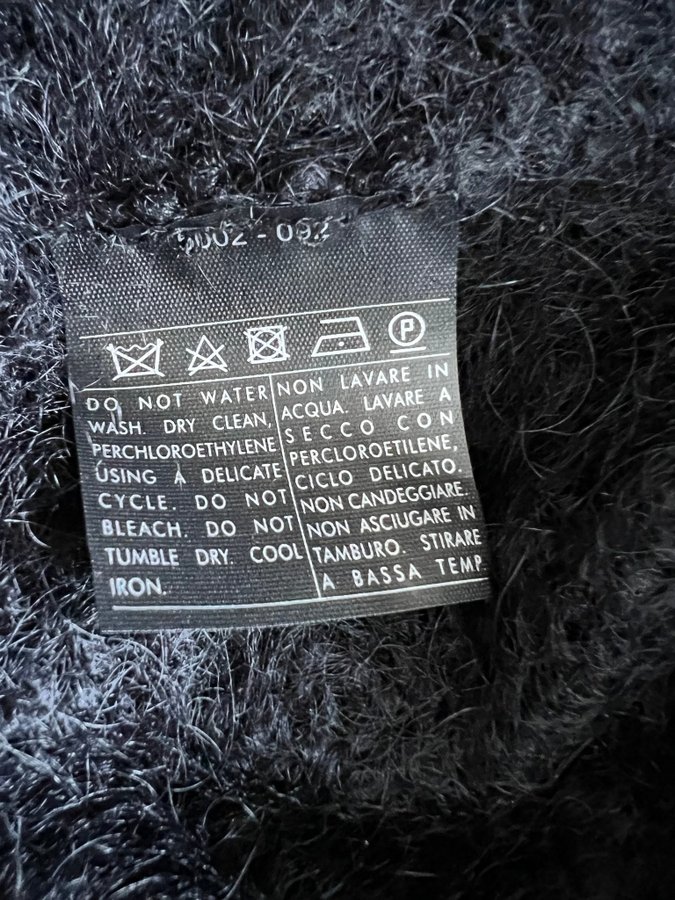 5002 - 092
P
DO NOT WATER
WASH. DRY CLEAN,
PERCHLOROETHYLENE
USING A DELICATE
CYCLE. DO NOT
BLEACH. DO NOT
TUMBLE DRY. COOL
IRON.
NON LAVARE IN
ACQUA. LAVARE A
SECCO CON
PERCLOROETILENE,
CICLO DELICATO.
NON CANDEGGIARE.
NON ASCIUGARE IN
TAMBURO. STIRARE
A BASSA TEMP.